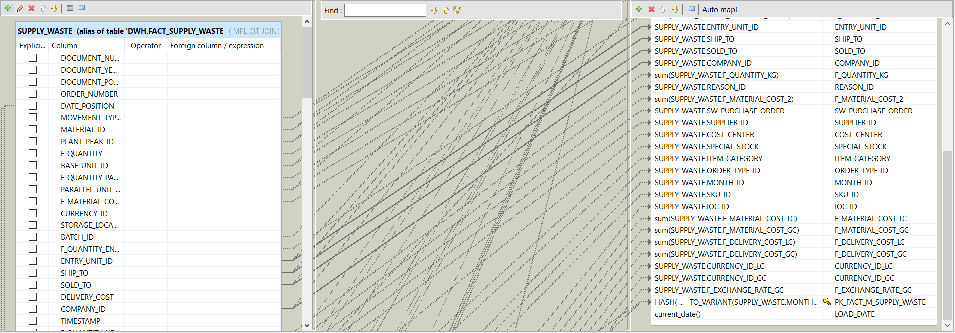 Find :
Auto map!
SUPPLY_WASTE (alias of table 'DWH.FACT_SUPPLY_WASTE
Explici... Column Operator Foreign column / expression
DOCUMENT_NU...
DOCUMENT_YE...
DOCUMENT_PO...
ORDER_NUMBER
DATE_POSITION
MOVEMENT_TYP...
MATERIAL_ID
PLANT_PEAK_ID
F_QUANTITY
BASE_UNIT_ID
F_QUANTITY_PA...
PARALLEL_UNIT_...
F_MATERIAL_CO...
CURRENCY_ID
STORAGE_LOCA...
BATCH_ID
F_QUANTITY_EN...
ENTRY_UNIT_ID
SHIP_TO
SOLD_TO
DELIVERY_COST
COMPANY_ID
TIMESTAMP
SUPPLY_WASTE.ENTRY_UNIT_ID ENTRY_UNIT_ID
SUPPLY_WASTE.SHIP_TO SHIP_TO
SUPPLY_WASTE.SOLD_TO SOLD_TO
SUPPLY_WASTE.COMPANY_ID COMPANY_ID
sum(SUPPLY_WASTE.F_QUANTITY_KG) F_QUANTITY_KG
SUPPLY_WASTE.REASON_ID REASON_ID
sum(SUPPLY_WASTE.F_MATERIAL_COST_2) F_MATERIAL_COST_2
SUPPLY_WASTE.SW_PURCHASE_ORDER SW_PURCHASE_ORDER
SUPPLY_WASTE.SUPPLIER_ID SUPPLIER_ID
SUPPLY_WASTE.COST_CENTER COST_CENTER
SUPPLY_WASTE.SPECIAL_STOCK SPECIAL_STOCK
SUPPLY_WASTE.ITEM_CATEGORY ITEM_CATEGORY
SUPPLY_WASTE.ORDER_TYPE_ID ORDER_TYPE_ID
SUPPLY_WASTE.MONTH_ID MONTH_ID
SUPPLY_WASTE.SKU_ID SKU_ID
SUPPLY_WASTE.IOC_ID IOC_ID
sum(SUPPLY_WASTE.F_MATERIAL_COST_LC) F_MATERIAL_COST_LC
sum(SUPPLY_WASTE.F_MATERIAL_COST_GC) F_MATERIAL_COST_GC
sum(SUPPLY_WASTE.F_DELIVERY_COST_LC) F_DELIVERY_COST_LC
sum(SUPPLY_WASTE.F_DELIVERY_COST_GC) F_DELIVERY_COST_GC
SUPPLY_WASTE.CURRENCY_ID_LC CURRENCY_ID_LC
SUPPLY_WASTE.CURRENCY_ID_GC CURRENCY_ID_GC
SUPPLY_WASTE.F_EXCHANGE_RATE_GC F_EXCHANGE_RATE_GC
HASH( ... TO_VARIANT(SUPPLY_WASTE.MONTH... PK_FACT_M_SUPPLY_WASTE
current_date() LOAD_DATE